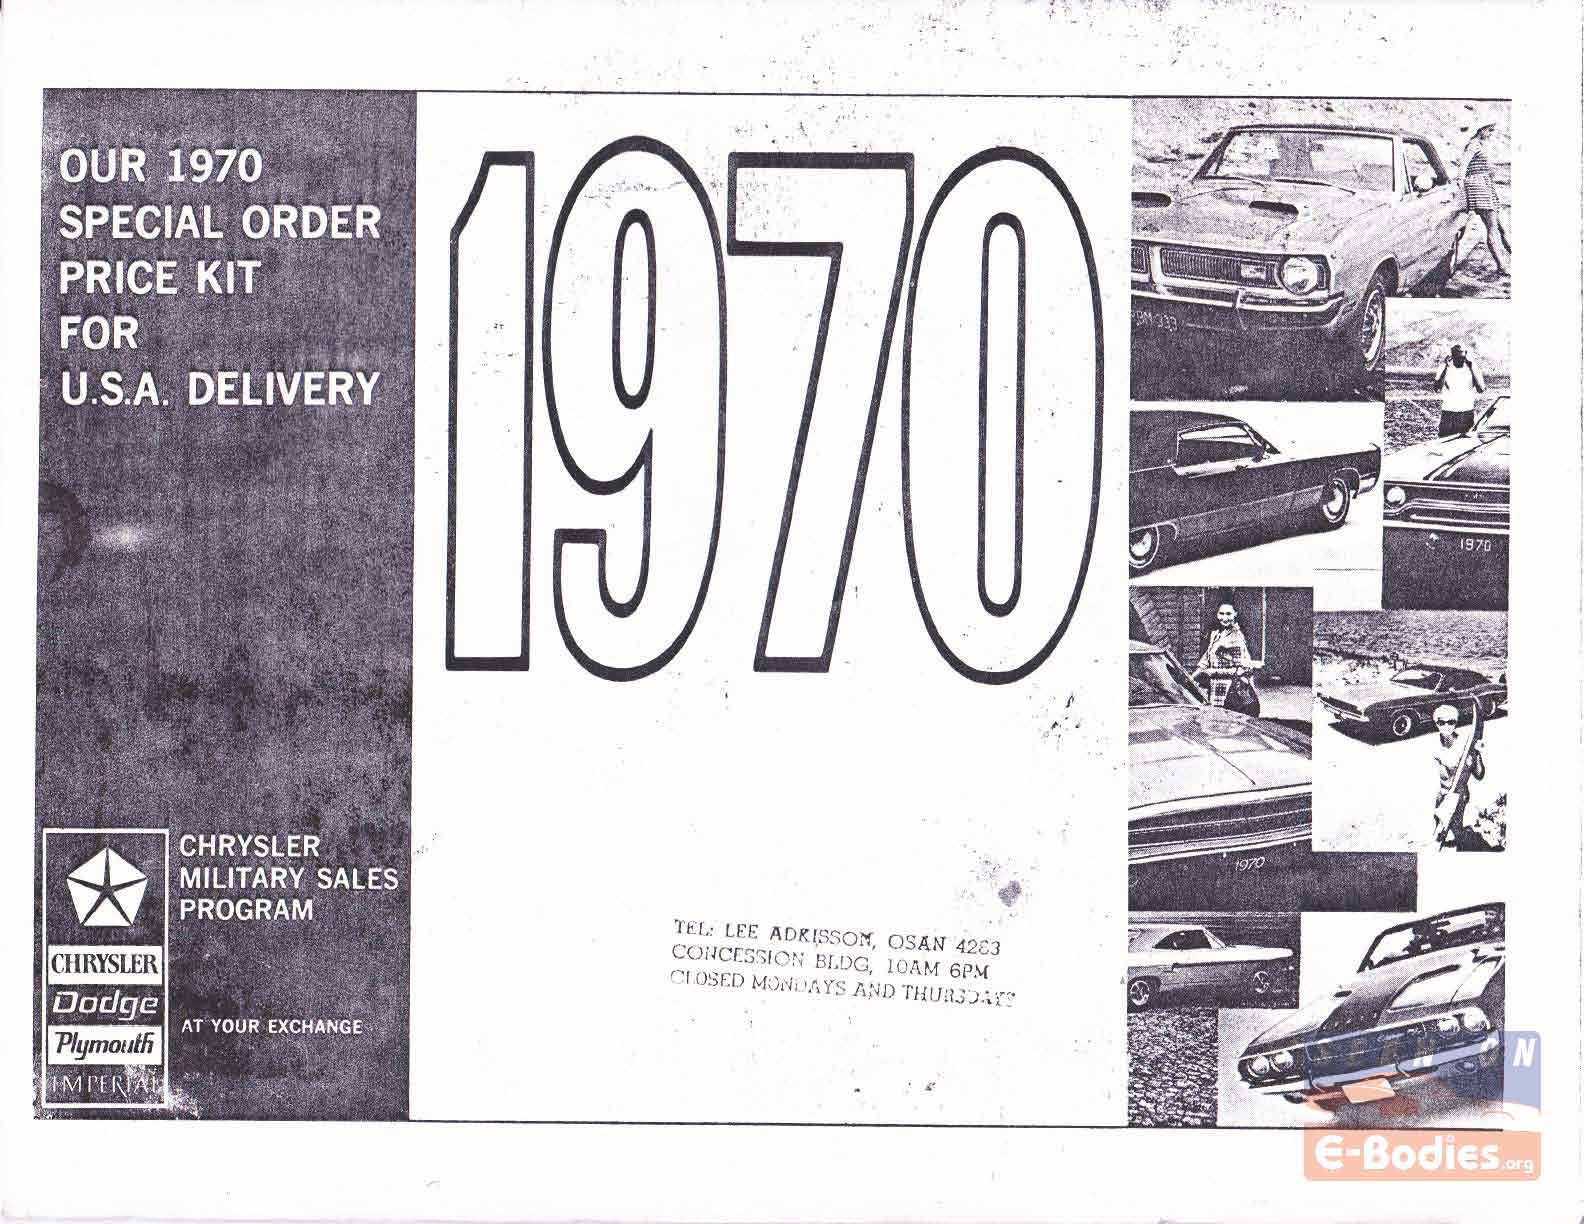 OUR 1970
SPECIAL ORDER
PRICE KIT
FOR
U.S.A. DELIVERY
CHRYSLER
MILITARY SALES
PROGRAM
CHRYSLER
Dodge
Plymouth
IMPERIAL
AT YOUR EXCHANGE
1970
TEL: LEE ADKISSON, OSAN 4283
CONCESSION BLDG, 10AM 6PM
CLOSED MONDAYS AND THURSDAYS
1970
1970
E-Bodies.org